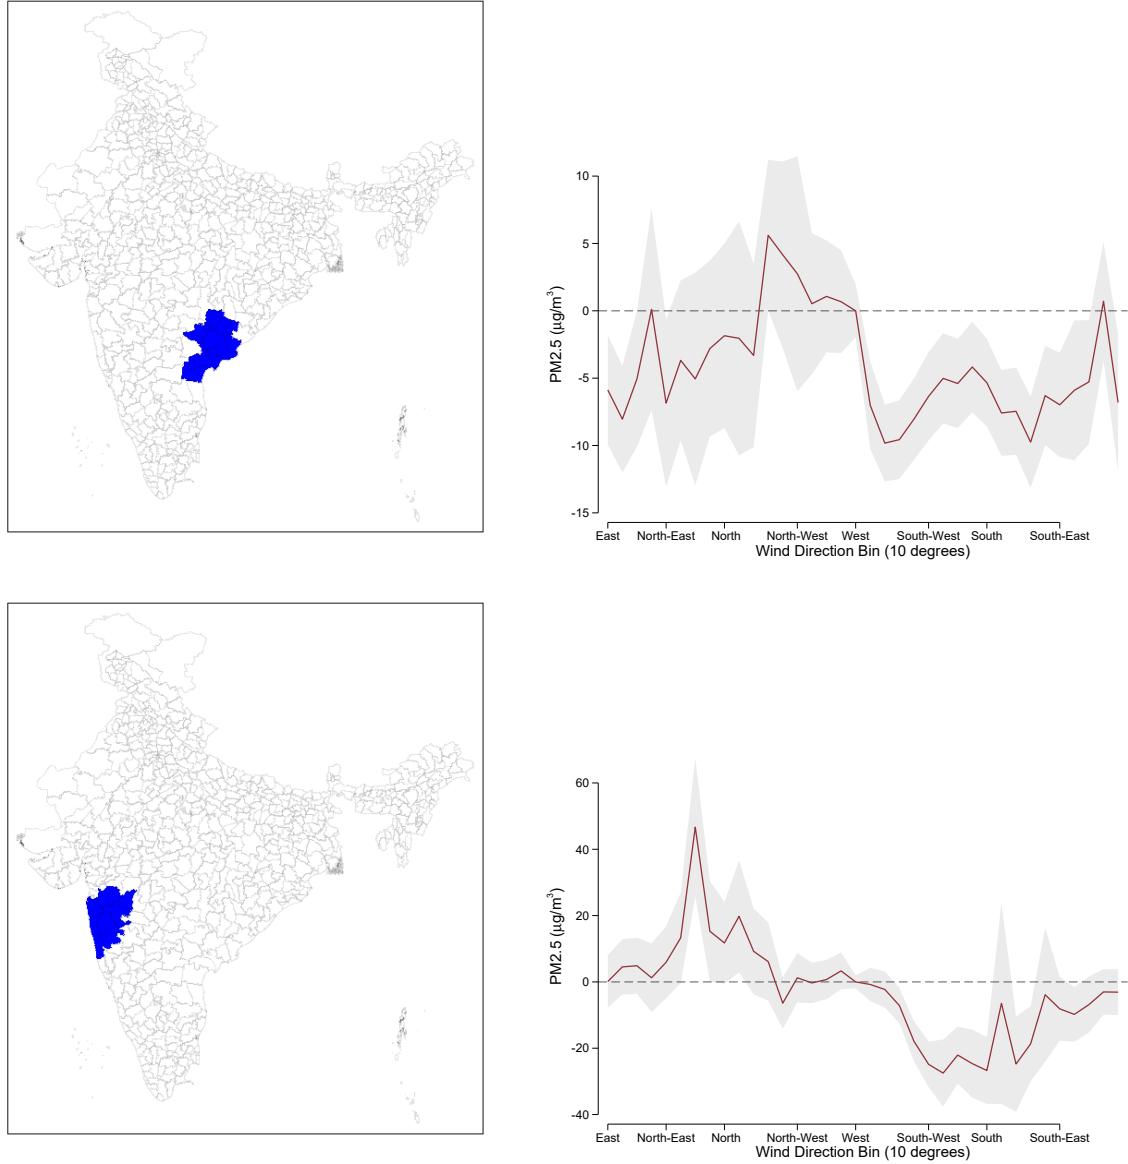 10
5
0
-5
-10
-15
PM2.5 (μg/m³)
East North-East North North-West West South-West South South-East
Wind Direction Bin (10 degrees)
60
40
20
0
-20
-40
PM2.5 (μg/m³)
East North-East North North-West West South-West South South-East
Wind Direction Bin (10 degrees)